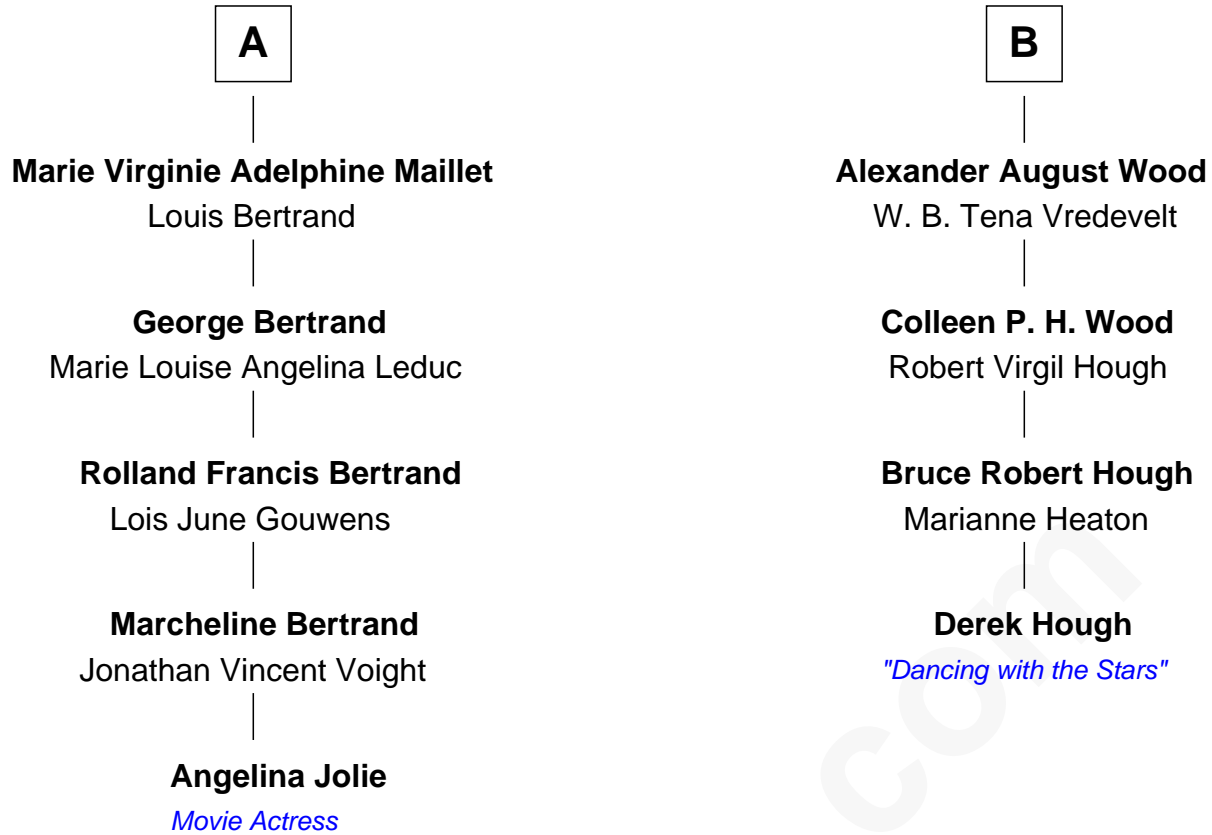 A
Marie Virginie Adelphine Maillet
Louis Bertrand
George Bertrand
Marie Louise Angelina Leduc
Rolland Francis Bertrand
Lois June Gouwens
Marcheline Bertrand
Jonathan Vincent Voight
Angelina Jolie
Movie Actress
B
Alexander August Wood
W. B. Tena Vredevelt
Colleen P. H. Wood
Robert Virgil Hough
Bruce Robert Hough
Marianne Heaton
Derek Hough
"Dancing with the Stars"
com